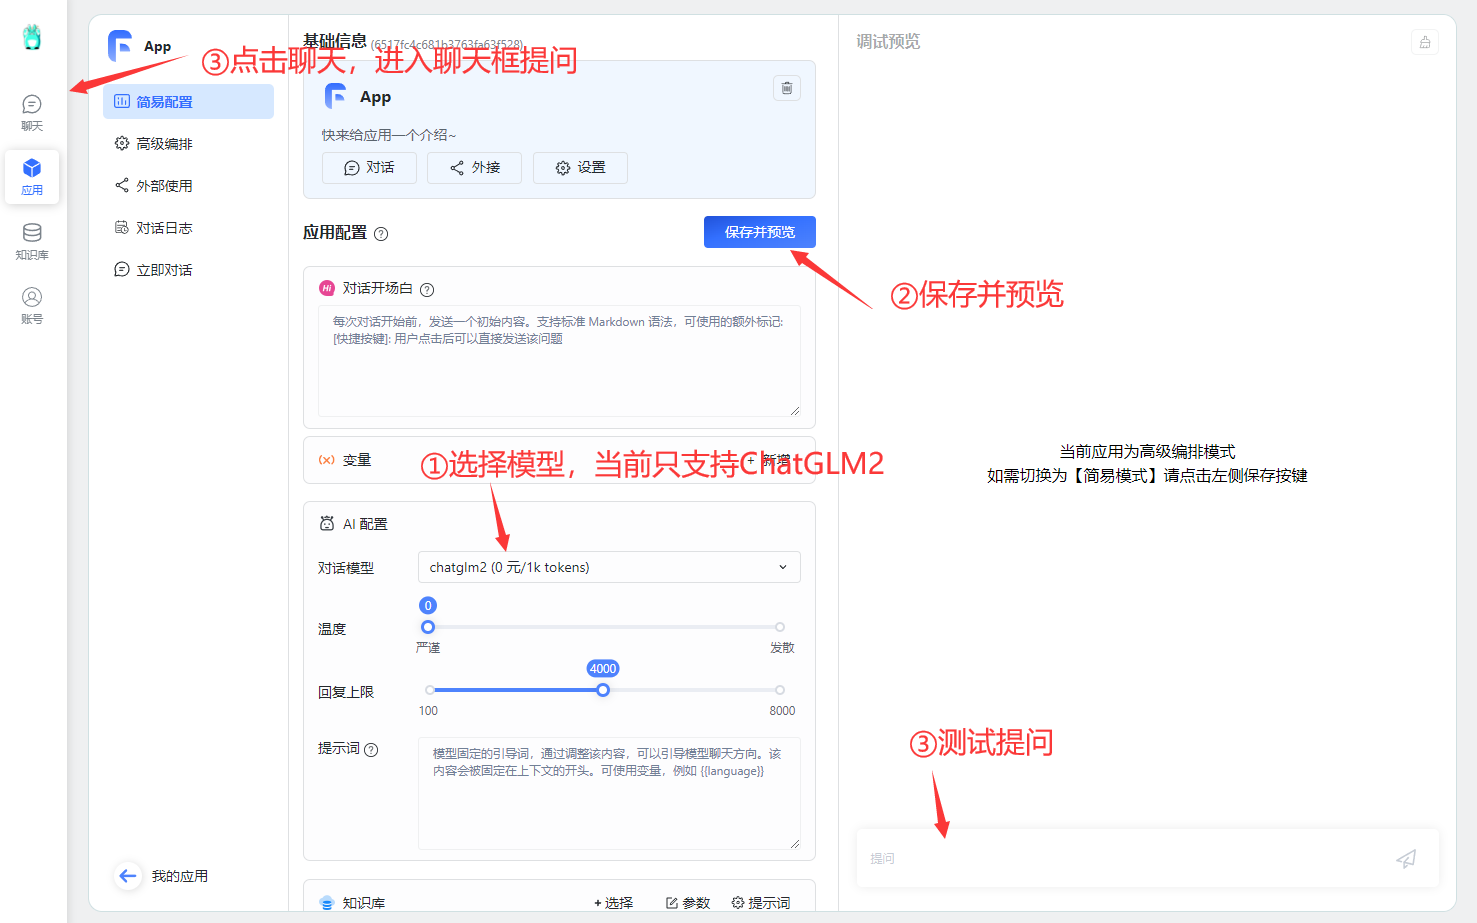 聊天
应用
知识库
账号
App
简易配置
高级编排
外部使用
对话日志
立即对话
我的应用
基础信息 (6517fc4c681b3763fa63f528)
③点击聊天，进入聊天框提问
App
快来给应用一个介绍~
对话
外接
设置
应用配置
保存并预览
②保存并预览
Hi 对话开场白
每次对话开始前，发送一个初始内容。支持标准 Markdown 语法，可使用的额外标记:
[快捷按键]: 用户点击后可以直接发送该问题
(x) 变量
+ 新增
①选择模型，当前只支持ChatGLM2
AI 配置
对话模型
chatglm2 (0 元/1k tokens)
温度
0
严谨
发散
回复上限
4000
100
8000
提示词
模型固定的引导词，通过调整该内容，可以引导模型聊天方向。该
内容会被固定在上下文的开头。可使用变量，例如 {{language}}
知识库
+ 选择
参数
提示词
调试预览
当前应用为高级编排模式
如需切换为【简易模式】请点击左侧保存按键
③测试提问
提问